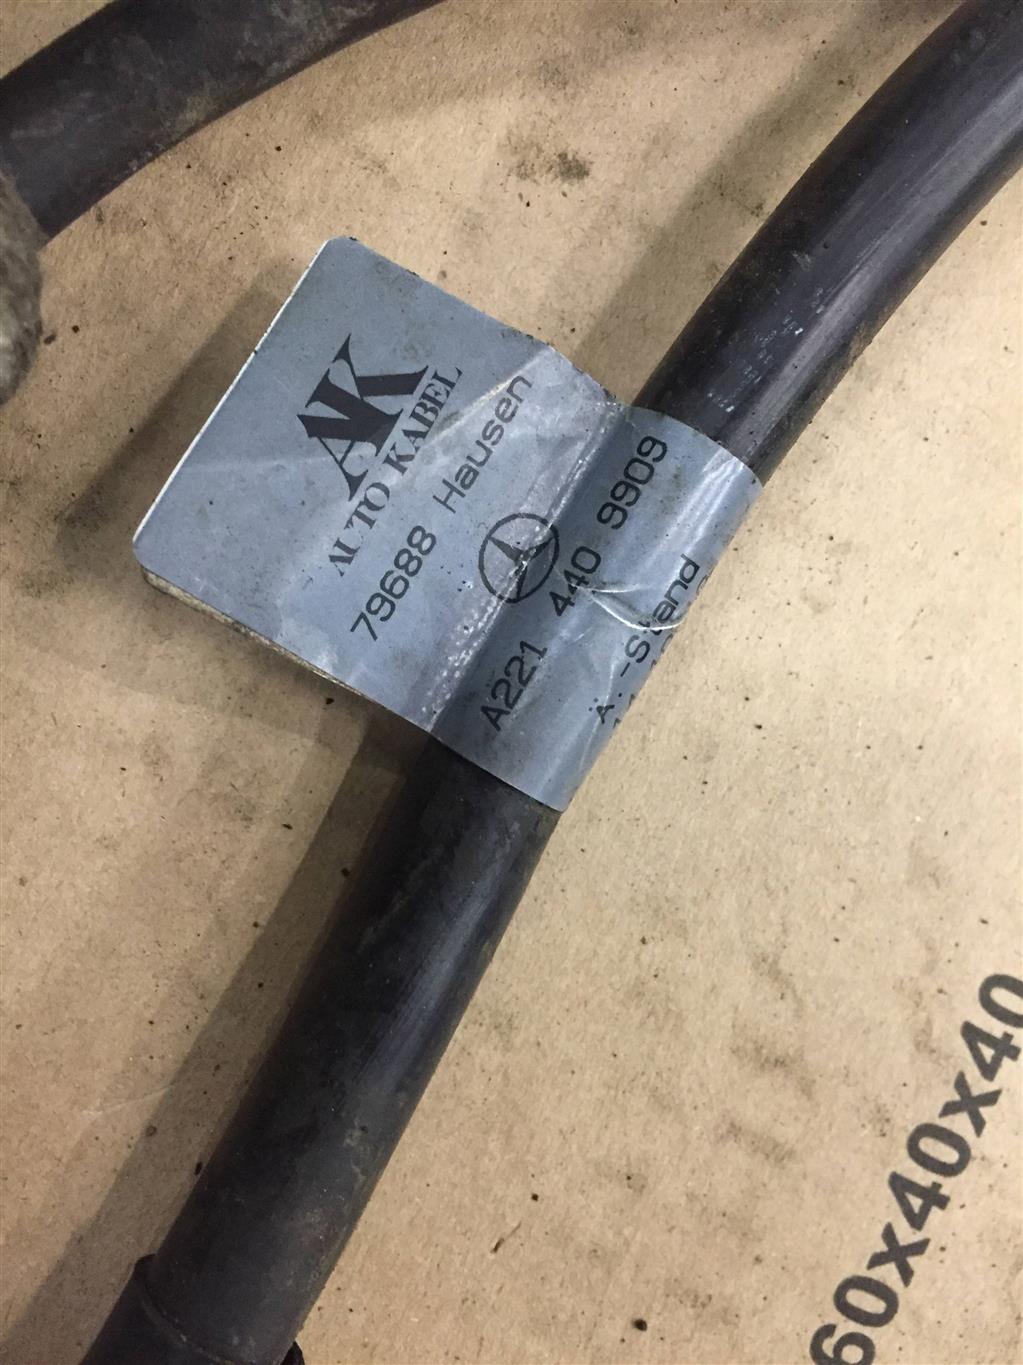 AK
AUTO KABEL
79688 Hausen
A221 440 9909
Ä.-Stand
60x40x40